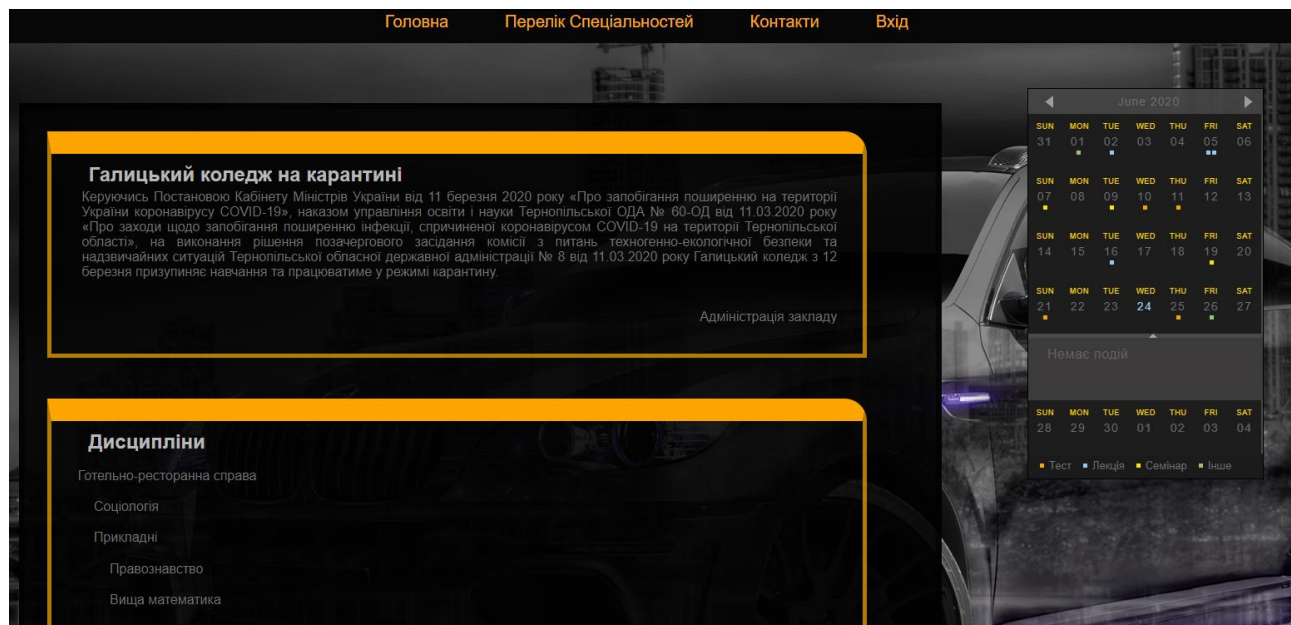 Головна Перелік Спеціальностей Контакти Вхід
Галицький коледж на карантині
Керуючись Постановою Кабінету Міністрів України від 11 березня 2020 року «Про запобігання поширенню на території
України коронавірусу COVID-19», наказом управління освіти і науки Тернопільської ОДА № 60-ОД від 11.03.2020 року
«Про заходи щодо запобігання поширенню інфекції, спричиненої коронавірусом COVID-19 на території Тернопільської
області», на виконання рішення позачергового засідання комісії з питань техногенно-екологічної безпеки та
надзвичайних ситуацій Тернопільської обласної державної адміністрації № 8 від 11.03.2020 року Галицький коледж з 12
березня призупиняє навчання та працюватиме у режимі карантину.
Адміністрація закладу
Дисципліни
Готельно-ресторанна справа
Соціологія
Прикладні
Правознавство
Вища математика
June 2020
SUN MON TUE WED THU FRI SAT
31 01 02 03 04 05 06
SUN MON TUE WED THU FRI SAT
07 08 09 10 11 12 13
SUN MON TUE WED THU FRI SAT
14 15 16 17 18 19 20
SUN MON TUE WED THU FRI SAT
21 22 23 24 25 26 27
Немає подій
SUN MON TUE WED THU FRI SAT
28 29 30 01 02 03 04
Тест Лекція Семінар Інше